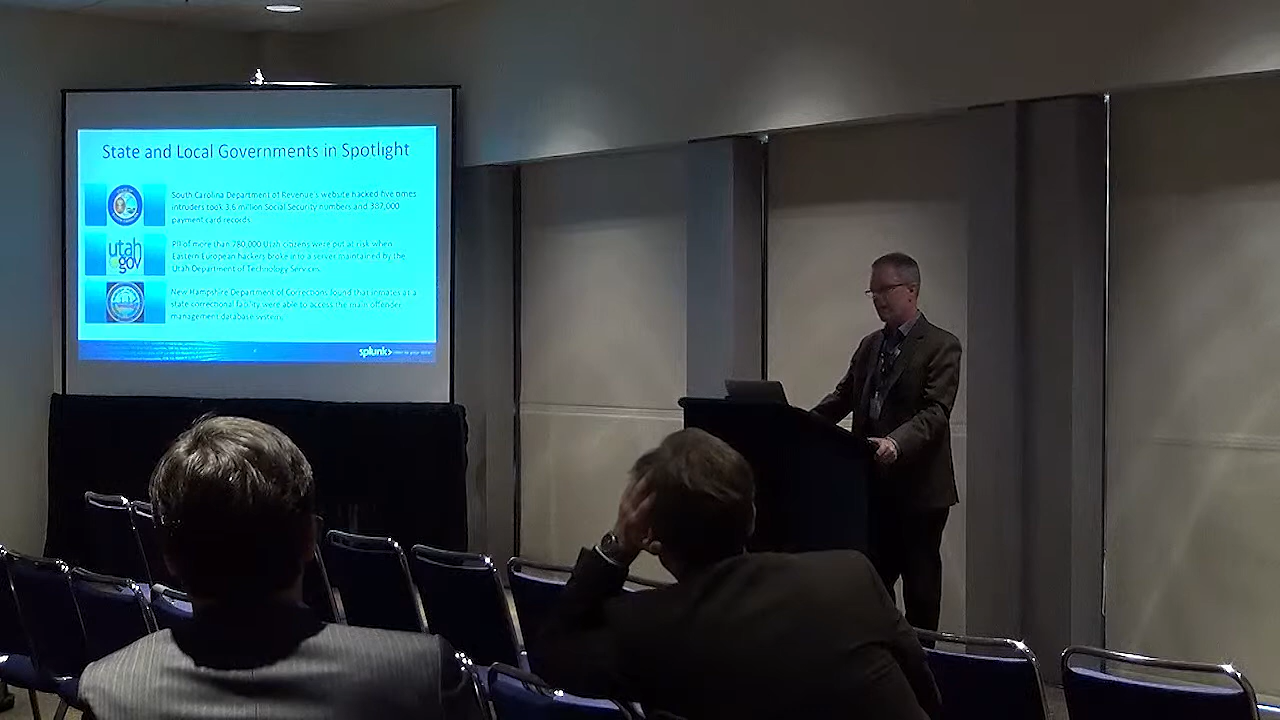 State and Local Governments in Spotlight
South Carolina Department of Revenue's website hacked five times
intruders took 3.6 million Social Security numbers and 387,000
payment card records.
utah
gov
PII of more than 780,000 Utah citizens were put at risk when
Eastern European hackers broke into a server maintained by the
Utah Department of Technology Services.
New Hampshire Department of Corrections found that inmates at a
state correctional facility were able to access the main offender
management database system.
splunk>